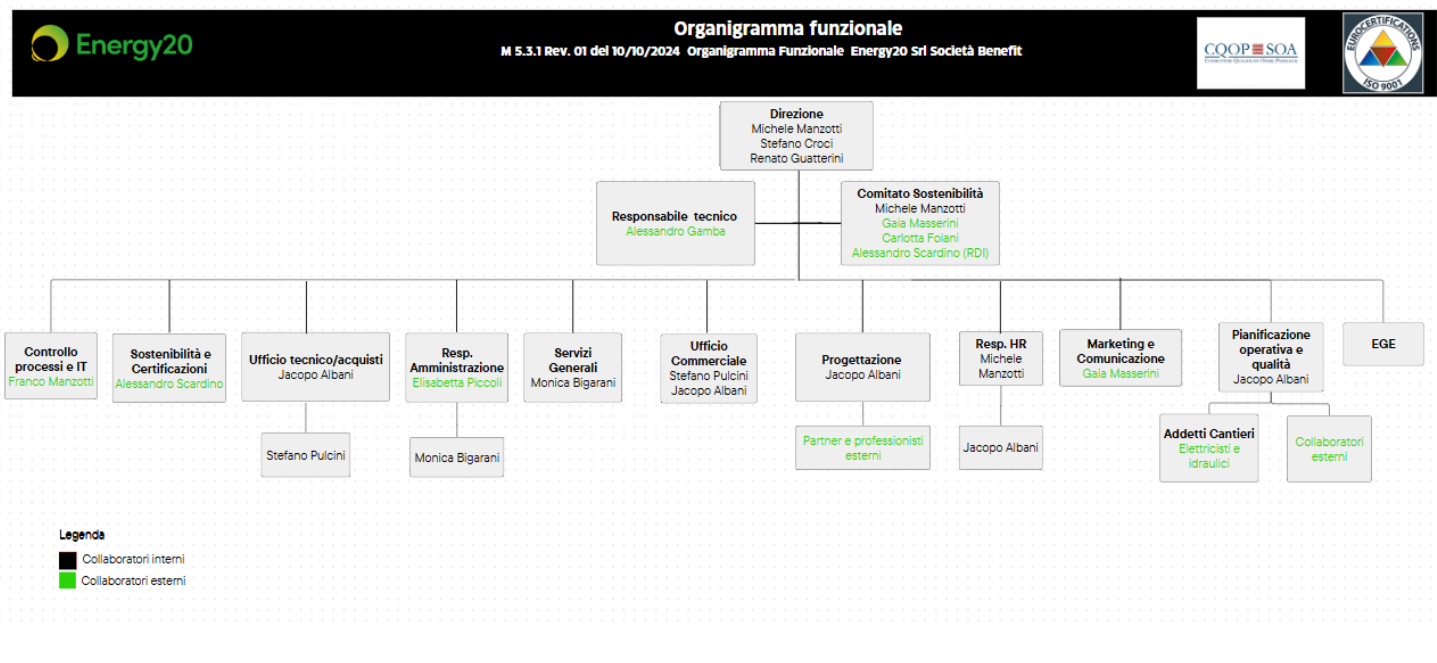 Energy20
Organigramma funzionale
M 5.3.1 Rev. 01 del 10/10/2024 Organigramma Funzionale Energy20 Srl Società Benefit
CQOP SOA
EUROCERTIFICATIONS
ISO 9001
Direzione
Michele Manzotti
Stefano Croci
Renato Guatterini
Responsabile tecnico
Alessandro Gamba
Comitato Sostenibilità
Michele Manzotti
Gaia Masserini
Carlotta Foiani
Alessandro Scardino (RDI)
Controllo
processi e IT
Franco Manzotti
Sostenibilità e
Certificazioni
Alessandro Scardino
Ufficio tecnico/acquisti
Jacopo Albani
Resp.
Amministrazione
Elisabetta Piccoli
Servizi
Generali
Monica Bigarani
Ufficio
Commerciale
Stefano Pulcini
Jacopo Albani
Progettazione
Jacopo Albani
Resp. HR
Michele
Manzotti
Marketing e
Comunicazione
Gaia Masserini
Pianificazione
operativa e
qualità
Jacopo Albani
EGE
Stefano Pulcini
Monica Bigarani
Partner e professionisti
esterni
Jacopo Albani
Addetti Cantieri
Elettricisti e
idraulici
Collaboratori
esterni
Legenda
Collaboratori interni
Collaboratori esterni